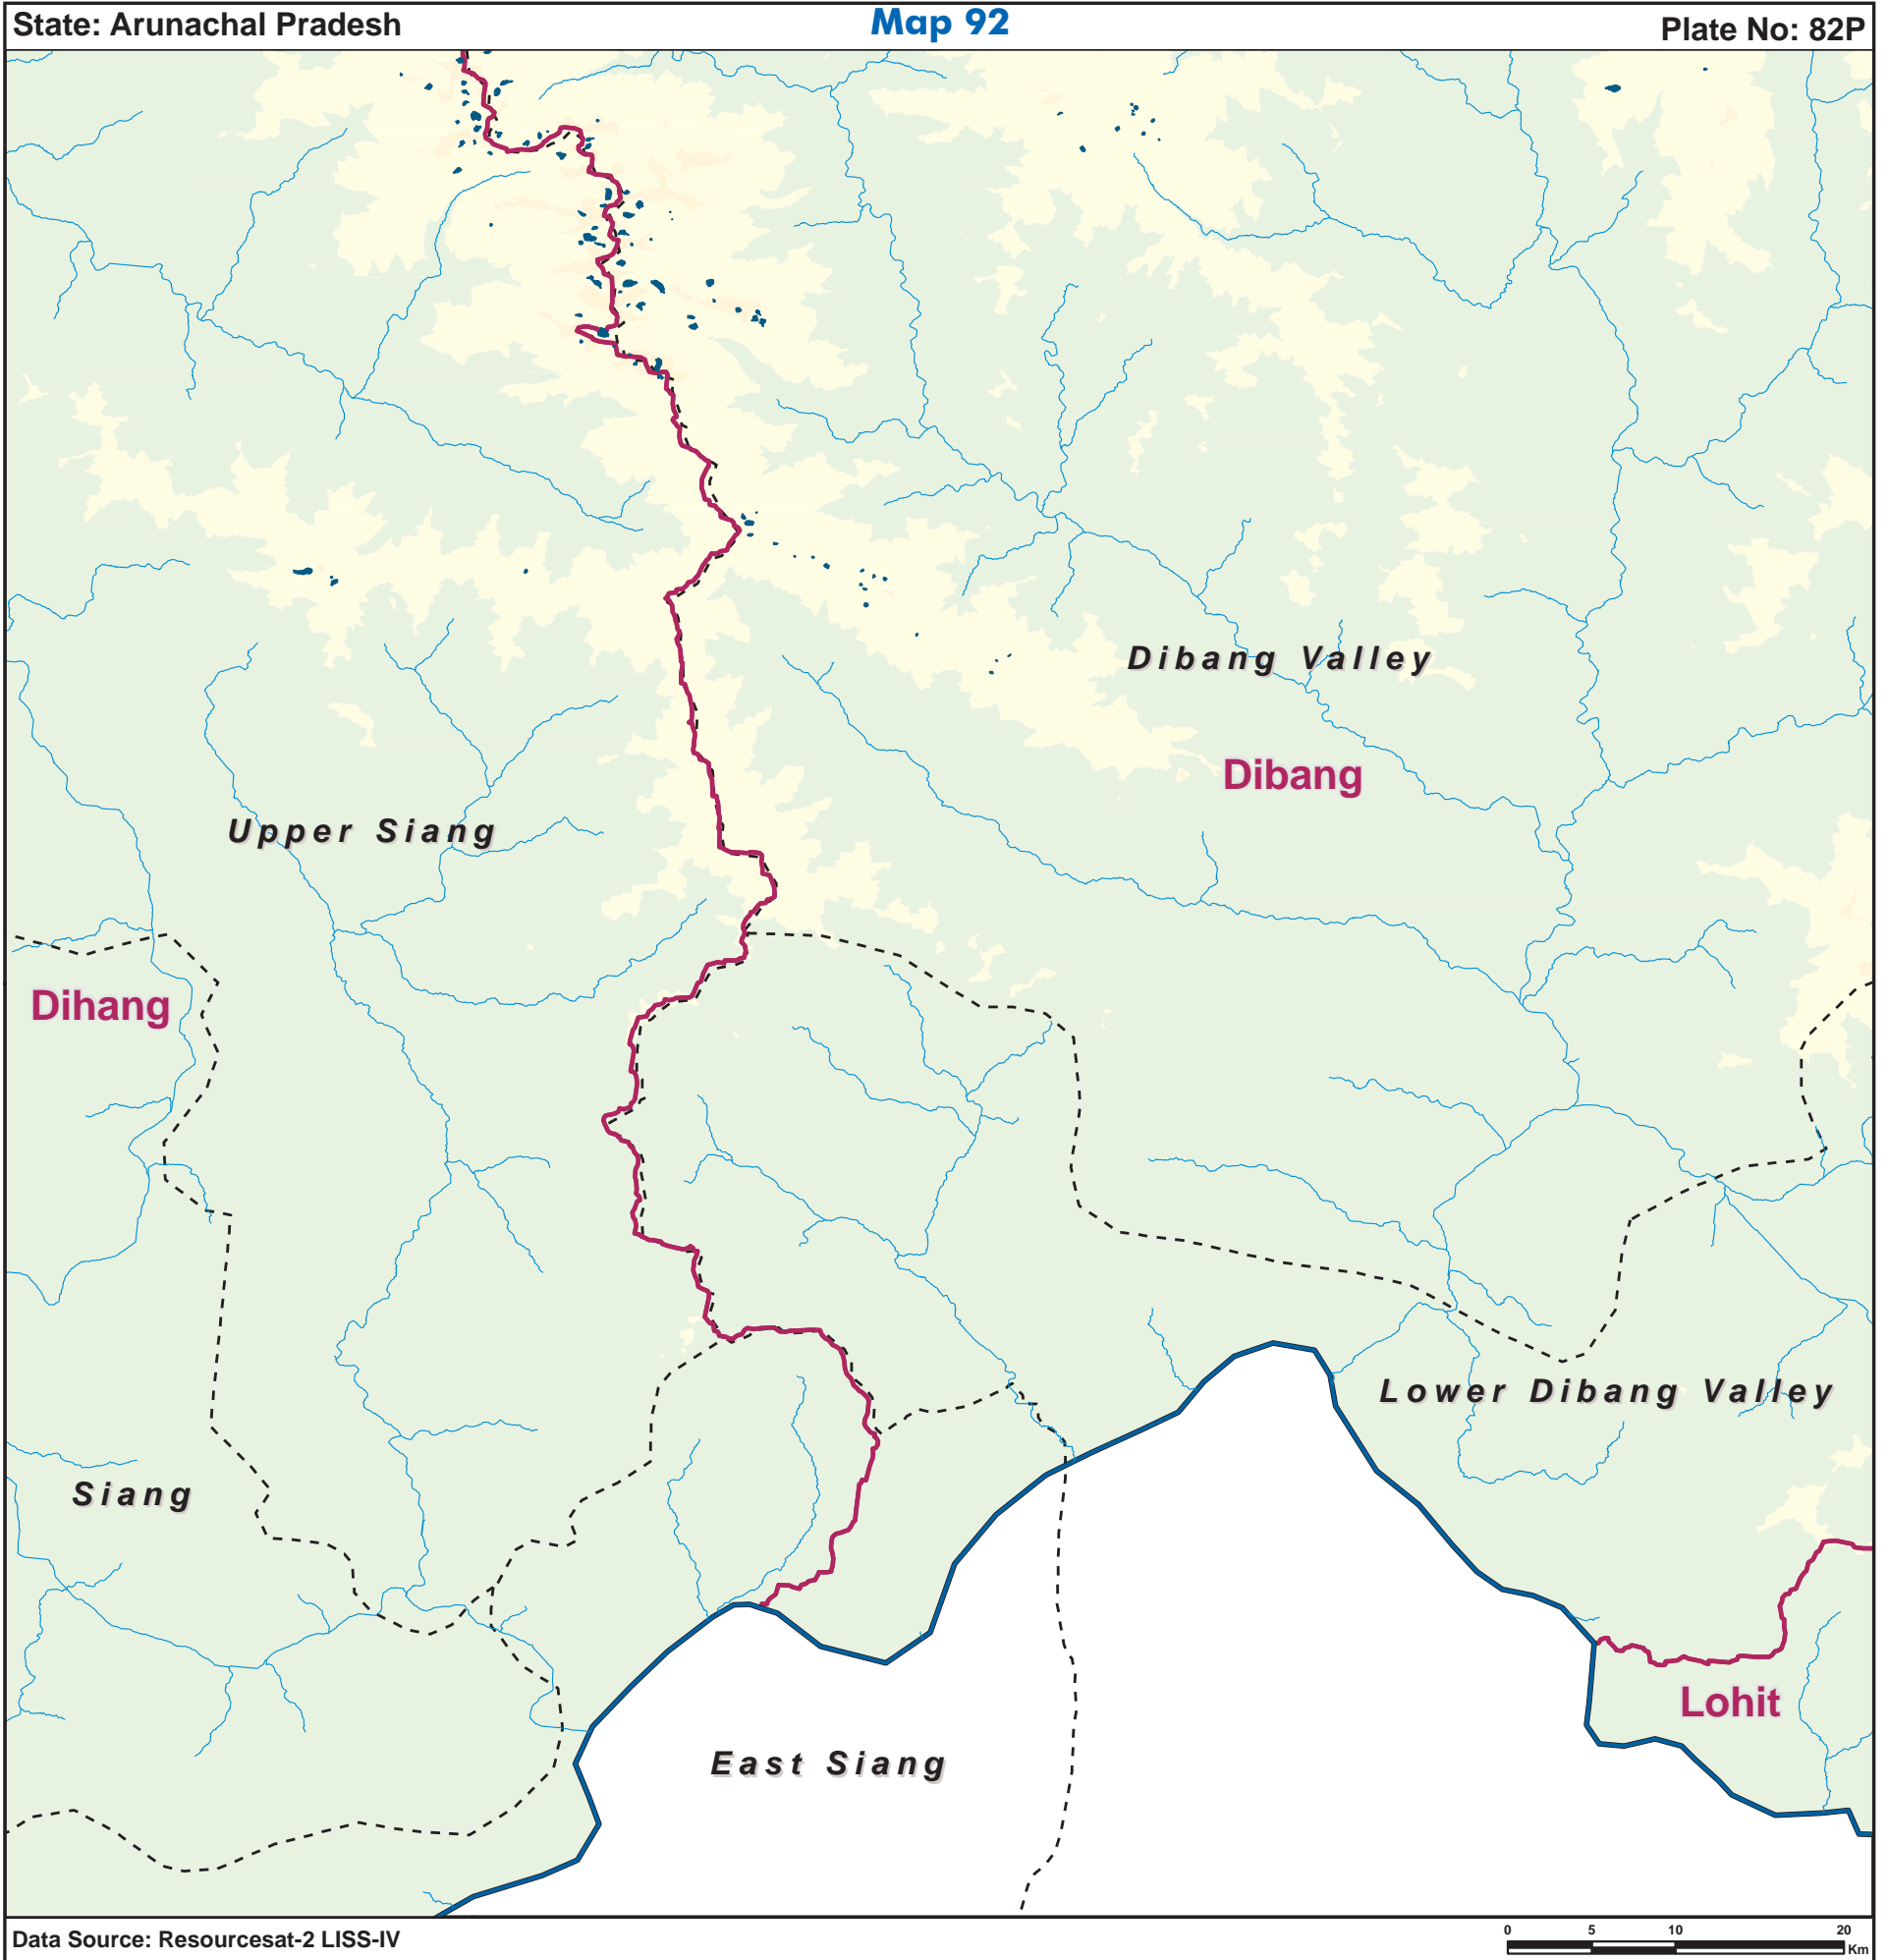 State: Arunachal Pradesh
Map 92
Plate No: 82P
Dibang Valley
Dibang
Upper Siang
Dihang
Lower Dibang Valley
Siang
Lohit
East Siang
Data Source: Resourcesat-2 LISS-IV
0 5 10 20
Km